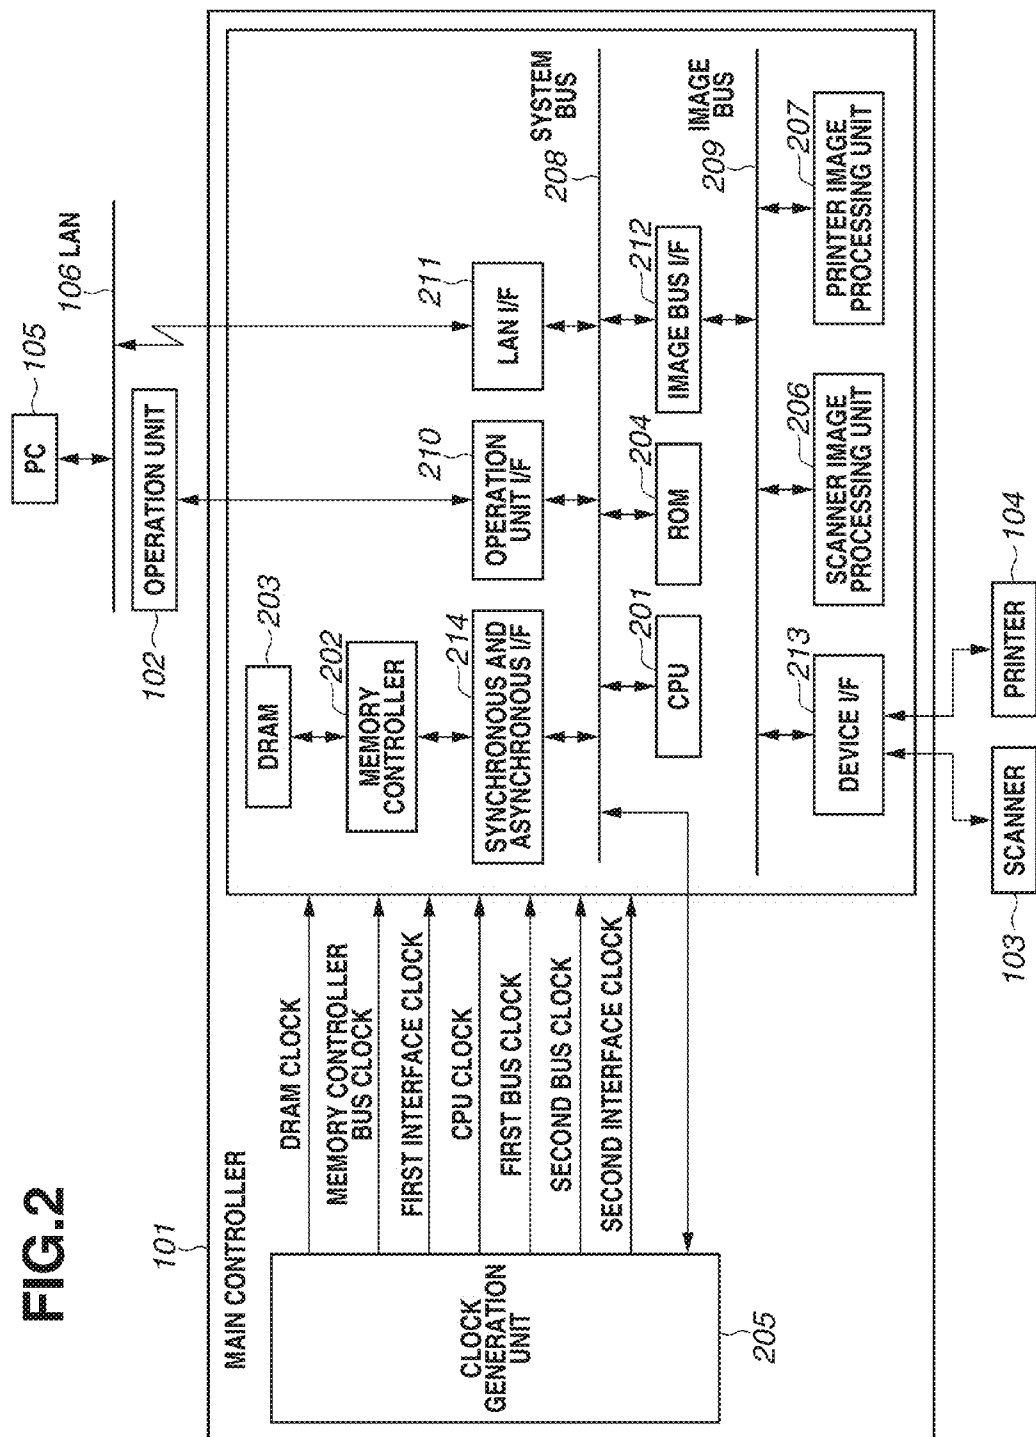 FIG.2
101
MAIN CONTROLLER
CLOCK
GENERATION
UNIT
205
DRAM CLOCK
MEMORY CONTROLLER
BUS CLOCK
FIRST INTERFACE CLOCK
CPU CLOCK
FIRST BUS CLOCK
SECOND BUS CLOCK
SECOND INTERFACE CLOCK
PC
105
106 LAN
OPERATION UNIT
102
DRAM
203
MEMORY
CONTROLLER
202
SYNCHRONOUS AND
ASYNCHRONOUS I/F
214
OPERATION
UNIT I/F
210
LAN I/F
211
SYSTEM
BUS
208
CPU
201
ROM
204
IMAGE BUS I/F
212
IMAGE
BUS
209
DEVICE I/F
213
SCANNER IMAGE
PROCESSING UNIT
206
PRINTER IMAGE
PROCESSING UNIT
207
SCANNER
103
PRINTER
104